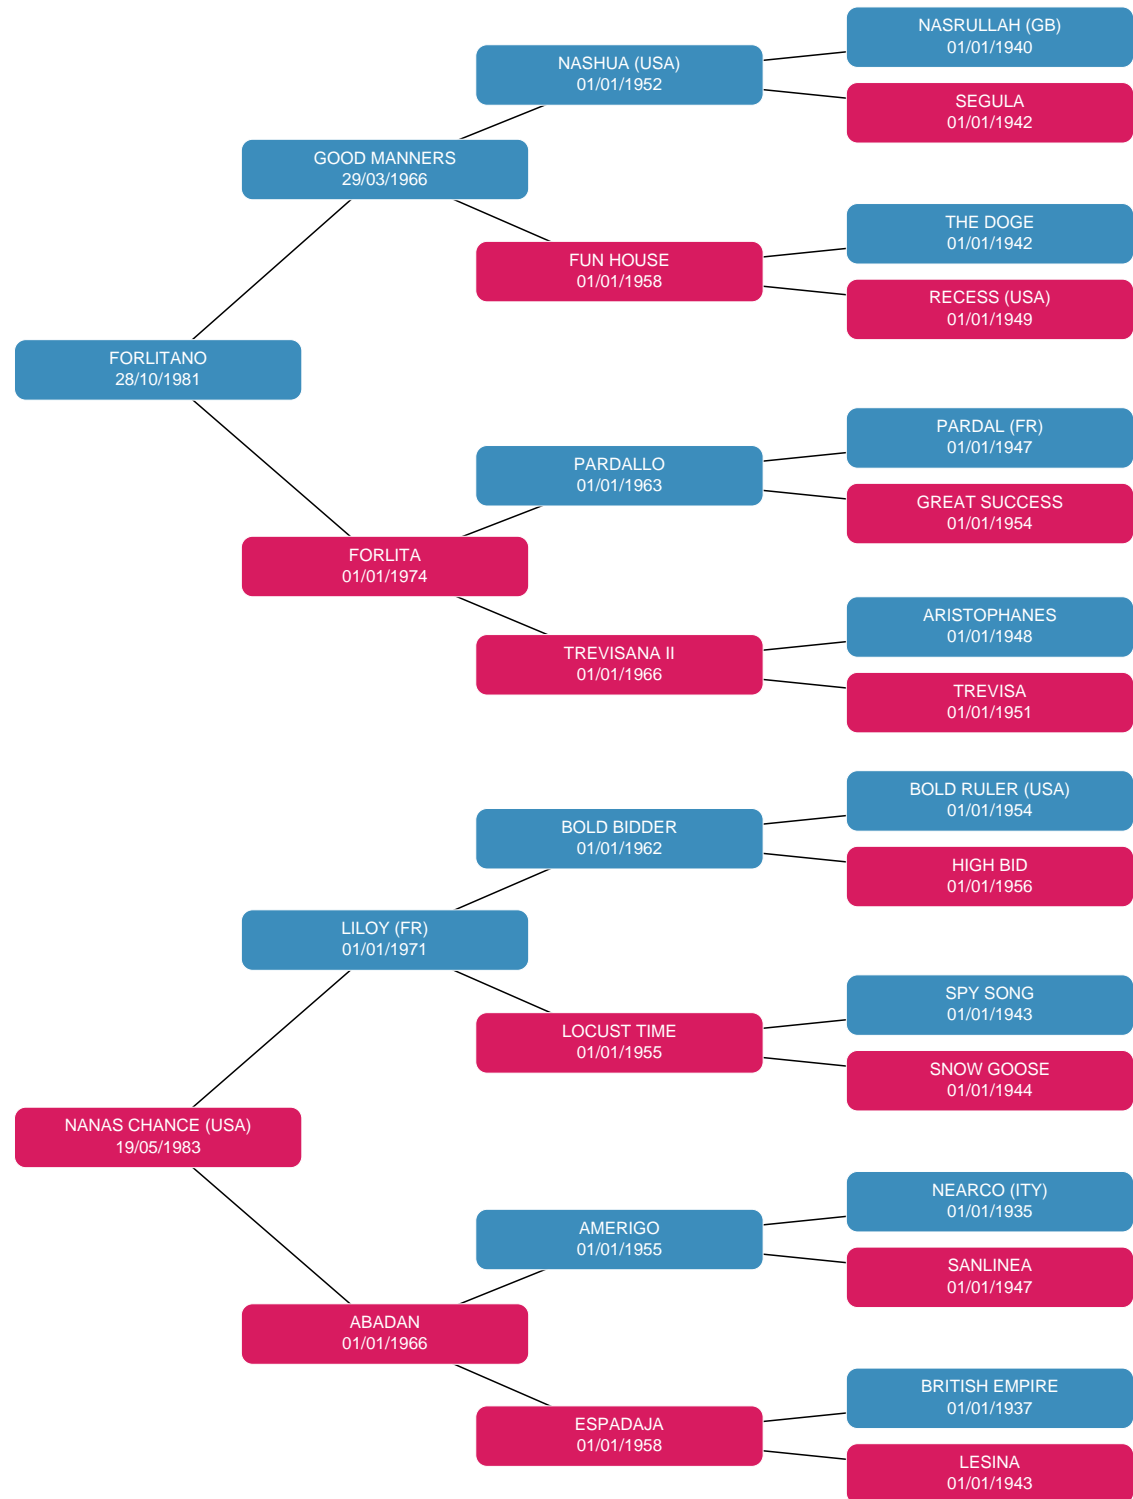 NASRULLAH (GB)
01/01/1940
NASHUA (USA)
01/01/1952
SEGULA
01/01/1942
GOOD MANNERS
29/03/1966
THE DOGE
01/01/1942
FUN HOUSE
01/01/1958
RECESS (USA)
01/01/1949
FORLITANO
28/10/1981
PARDAL (FR)
01/01/1947
PARDALLO
01/01/1963
GREAT SUCCESS
01/01/1954
FORLITA
01/01/1974
ARISTOPHANES
01/01/1948
TREVISANA II
01/01/1966
TREVISA
01/01/1951
BOLD RULER (USA)
01/01/1954
BOLD BIDDER
01/01/1962
HIGH BID
01/01/1956
LILOY (FR)
01/01/1971
SPY SONG
01/01/1943
LOCUST TIME
01/01/1955
SNOW GOOSE
01/01/1944
NANAS CHANCE (USA)
19/05/1983
NEARCO (ITY)
01/01/1935
AMERIGO
01/01/1955
SANLINEA
01/01/1947
ABADAN
01/01/1966
BRITISH EMPIRE
01/01/1937
ESPADAJA
01/01/1958
LESINA
01/01/1943